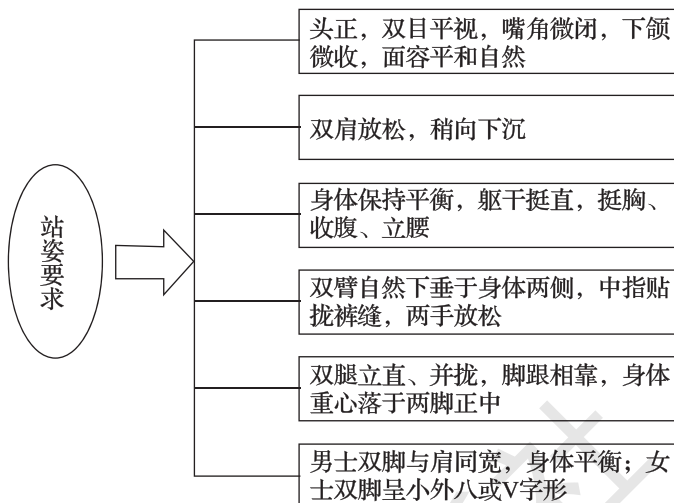 头正，双目平视，嘴角微闭，下颌
微收，面容平和自然
双肩放松，稍向下沉
身体保持平衡，躯干挺直，挺胸、
收腹、立腰
站姿要求
双臂自然下垂于身体两侧，中指贴
拢裤缝，两手放松
双腿立直、并拢，脚跟相靠，身体
重心落于两脚正中
男士双脚与肩同宽，身体平衡；女
士双脚呈小外八或V字形